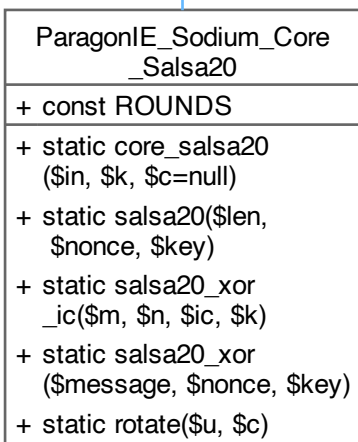 ParagonIE_Sodium_Core
_Salsa20
+ const ROUNDS
+ static core_salsa20
($in, $k, $c=null)
+ static salsa20($len,
$nonce, $key)
+ static salsa20_xor
_ic($m, $n, $ic, $k)
+ static salsa20_xor
($message, $nonce, $key)
+ static rotate($u, $c)